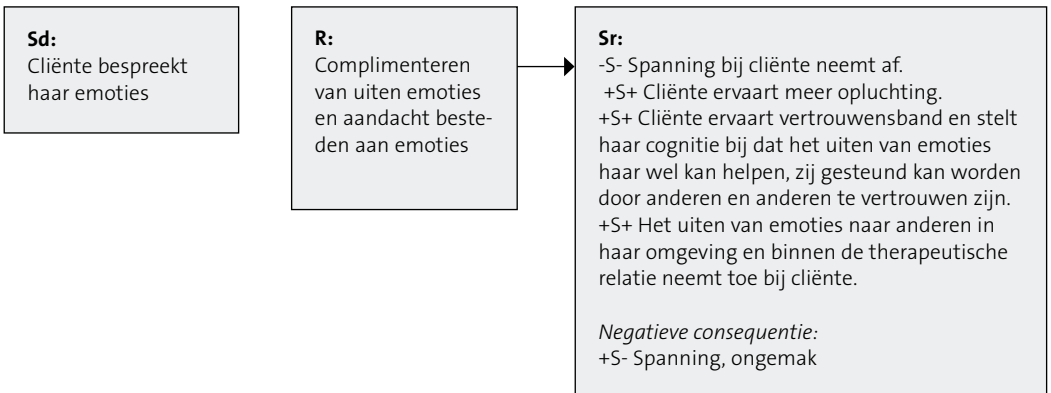 Sd:
Cliënte bespreekt
haar emoties
R:
Complimenteren
van uiten emoties
en aandacht beste-
den aan emoties
Sr:
-S- Spanning bij cliënte neemt af.
+S+ Cliënte ervaart meer opluchting.
+S+ Cliënte ervaart vertrouwensband en stelt
haar cognitie bij dat het uiten van emoties
haar wel kan helpen, zij gesteund kan worden
door anderen en anderen te vertrouwen zijn.
+S+ Het uiten van emoties naar anderen in
haar omgeving en binnen de therapeutische
relatie neemt toe bij cliënte.
Negatieve consequentie:
+S- Spanning, ongemak